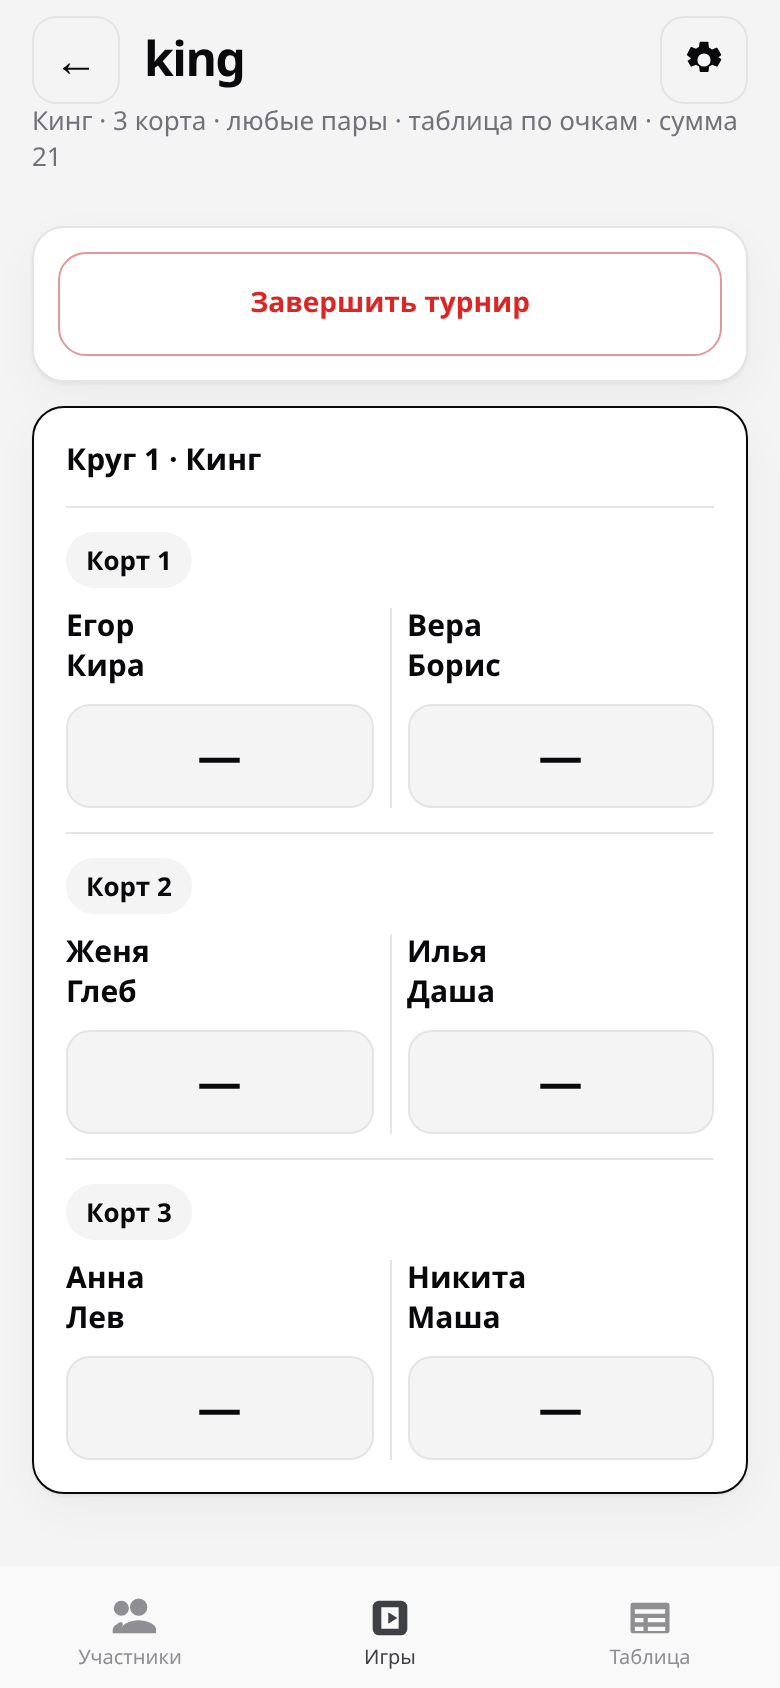 ← king
Кинг · 3 корта · любые пары · таблица по очкам · сумма
21
Завершить турнир
Круг 1 · Кинг
Корт 1
Егор
Кира
Вера
Борис
— —
Корт 2
Женя
Глеб
Илья
Даша
— —
Корт 3
Анна
Лев
Никита
Маша
— —
Участники
Игры
Таблица